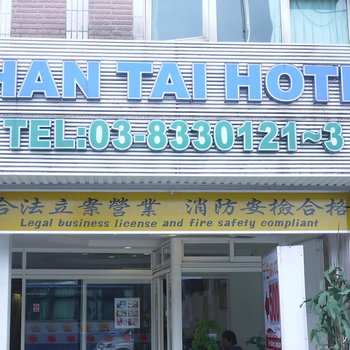 HAN TAI HOTE
TEL:03-8330121~3
合法立案營業 消防安檢合格
Legal business license and fire safety compliant